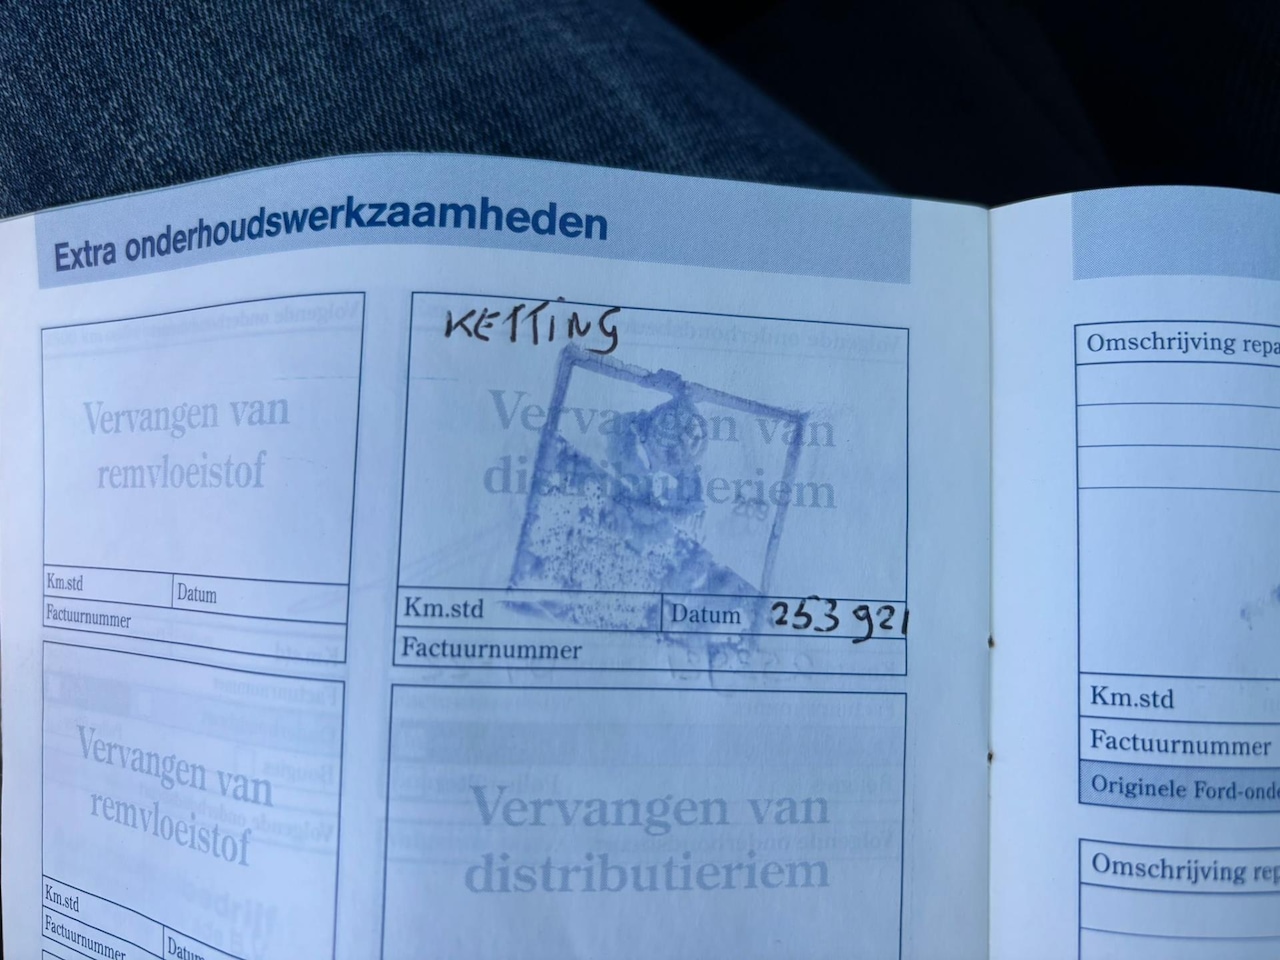 Extra onderhoudswerkzaamheden
Vervangen van
remvloeistof
Km.std
Datum
Factuurnummer
KETTING
Vervangen van
distributieriem
Km.std
Datum 253 921
Factuurnummer
Vervangen van
remvloeistof
Km.std
Factuurnummer
Vervangen van
distributieriem
Omschrijving
Km.std
Factuurnummer
Originele
Omschrijving